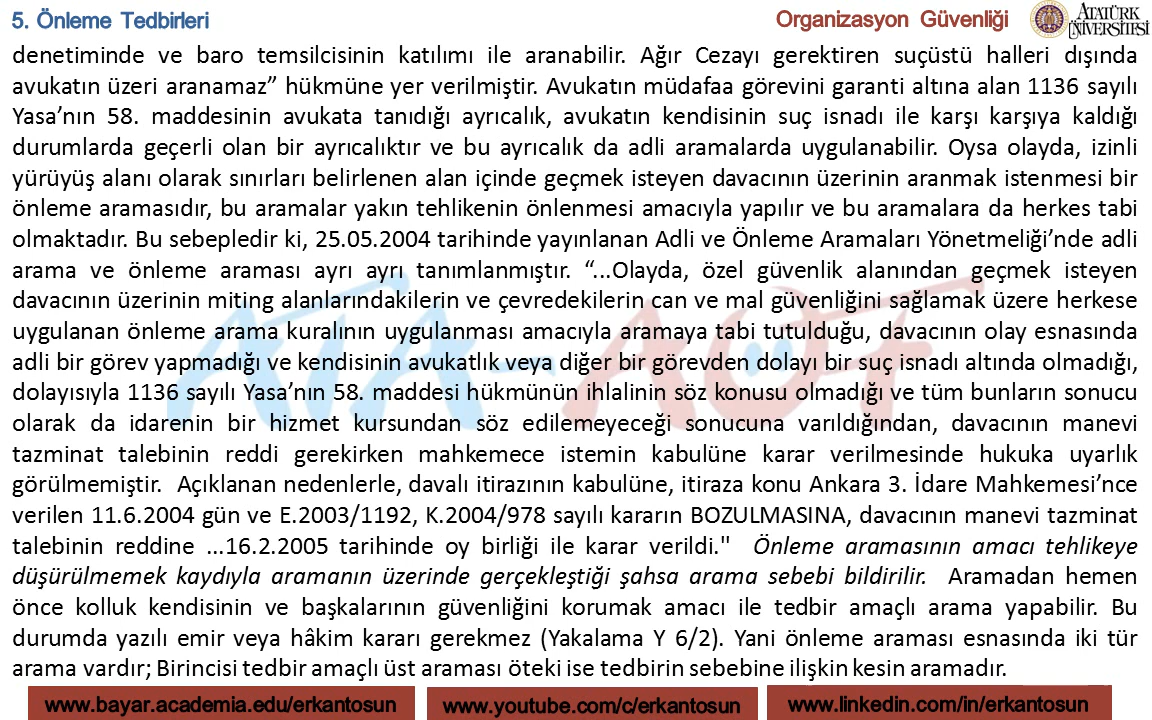 5. Önleme Tedbirleri
Organizasyon Güvenliği
ATATÜRK
ÜNİVERSİTESİ
denetiminde ve baro temsilcisinin katılımı ile aranabilir. Ağır Cezayı gerektiren suçüstü halleri dışında
avukatın üzeri aranamaz” hükmüne yer verilmiştir. Avukatın müdafaa görevini garanti altına alan 1136 sayılı
Yasa’nın 58. maddesinin avukata tanıdığı ayrıcalık, avukatın kendisinin suç isnadı ile karşı karşıya kaldığı
durumlarda geçerli olan bir ayrıcalıktır ve bu ayrıcalık da adli aramalarda uygulanabilir. Oysa olayda, izinli
yürüyüş alanı olarak sınırları belirlenen alan içinde geçmek isteyen davacının üzerinin aranmak istenmesi bir
önleme aramasıdır, bu aramalar yakın tehlikenin önlenmesi amacıyla yapılır ve bu aramalara da herkes tabi
olmaktadır. Bu sebepledir ki, 25.05.2004 tarihinde yayınlanan Adli ve Önleme Aramaları Yönetmeliği’nde adli
arama ve önleme araması ayrı ayrı tanımlanmıştır. “...Olayda, özel güvenlik alanından geçmek isteyen
davacının üzerinin miting alanlarındakilerin ve çevredekilerin can ve mal güvenliğini sağlamak üzere herkese
uygulanan önleme arama kuralının uygulanması amacıyla aramaya tabi tutulduğu, davacının olay esnasında
adli bir görev yapmadığı ve kendisinin avukatlık veya diğer bir görevden dolayı bir suç isnadı altında olmadığı,
dolayısıyla 1136 sayılı Yasa’nın 58. maddesi hükmünün ihlalinin söz konusu olmadığı ve tüm bunların sonucu
olarak da idarenin bir hizmet kursundan söz edilemeyeceği sonucuna varıldığından, davacının manevi
tazminat talebinin reddi gerekirken mahkemece istemin kabulüne karar verilmesinde hukuka uyarlık
görülmemiştir. Açıklanan nedenlerle, davalı itirazının kabulüne, itiraza konu Ankara 3. İdare Mahkemesi’nce
verilen 11.6.2004 gün ve E.2003/1192, K.2004/978 sayılı kararın BOZULMASINA, davacının manevi tazminat
talebinin reddine ...16.2.2005 tarihinde oy birliği ile karar verildi." Önleme aramasının amacı tehlikeye
düşürülmemek kaydıyla aramanın üzerinde gerçekleştiği şahsa arama sebebi bildirilir. Aramadan hemen
önce kolluk kendisinin ve başkalarının güvenliğini korumak amacı ile tedbir amaçlı arama yapabilir. Bu
durumda yazılı emir veya hâkim kararı gerekmez (Yakalama Y 6/2). Yani önleme araması esnasında iki tür
arama vardır; Birincisi tedbir amaçlı üst araması öteki ise tedbirin sebebine ilişkin kesin aramadır.
ATA-AÖF
www.bayar.academia.edu/erkantosun
www.youtube.com/c/erkantosun
www.linkedin.com/in/erkantosun